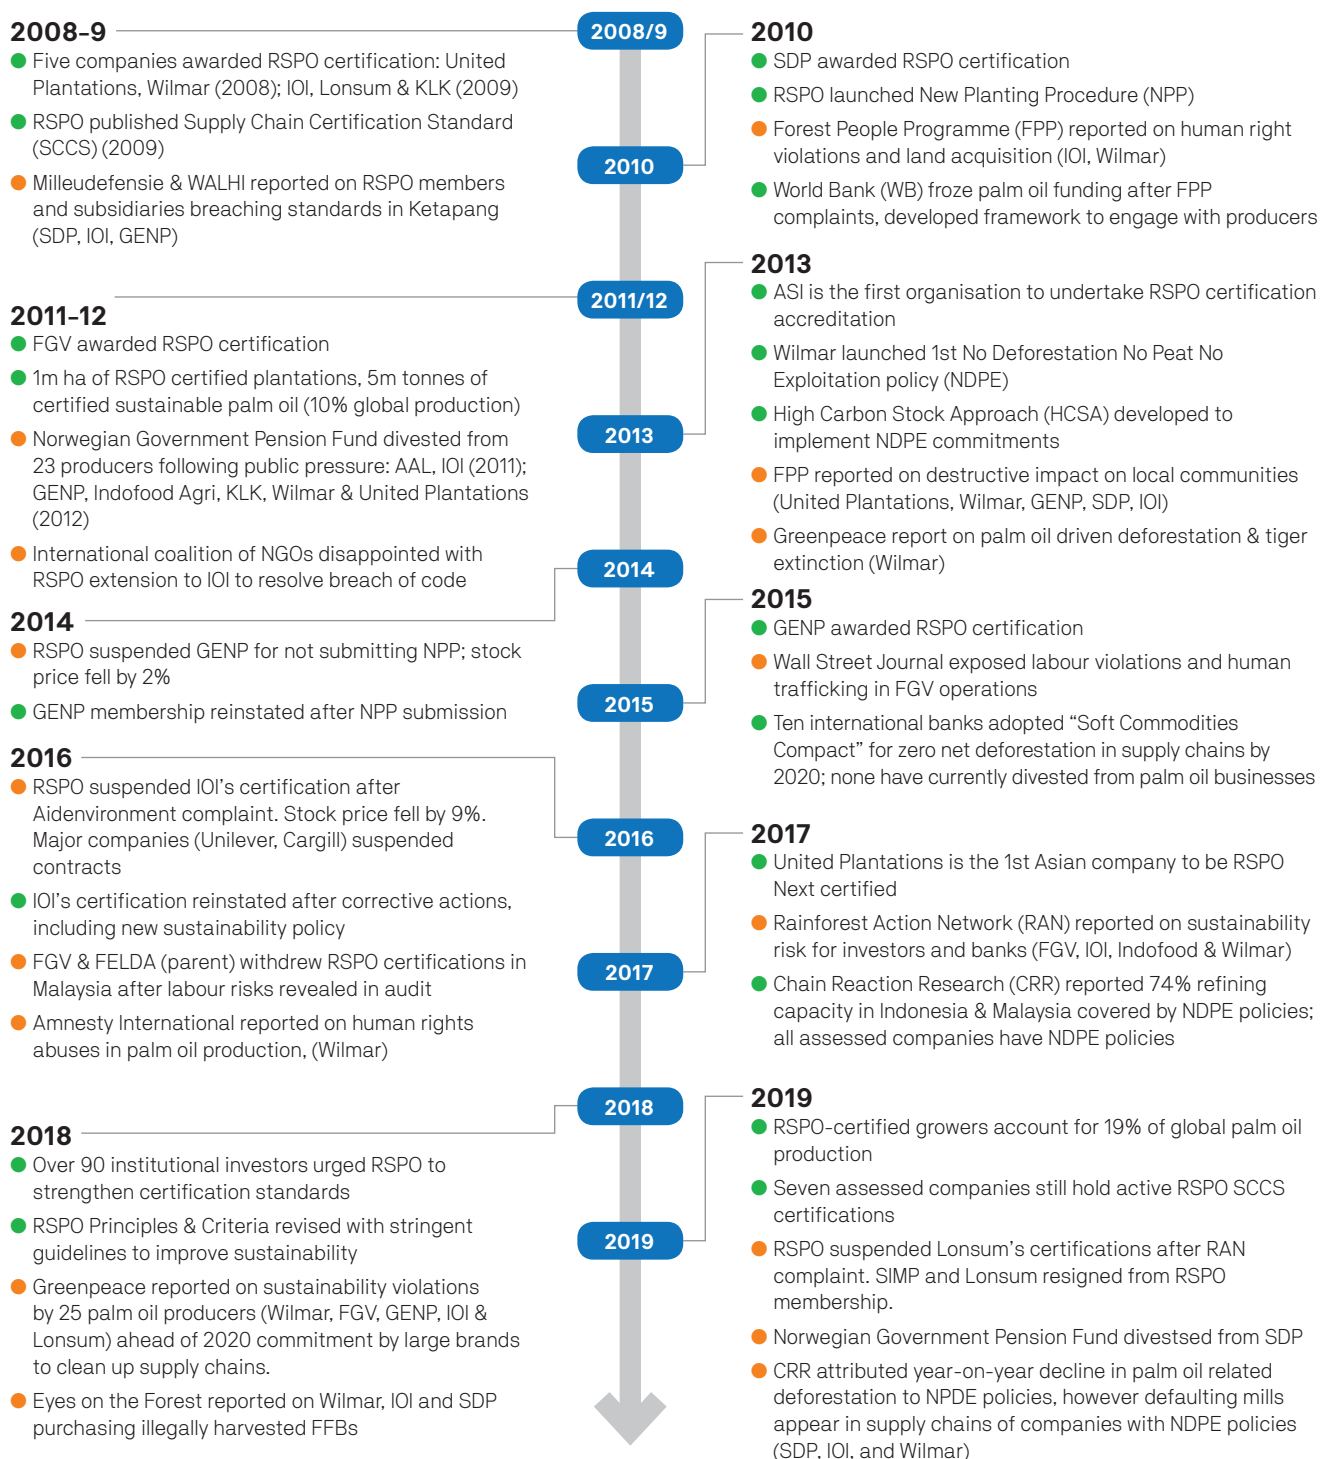 2008-9
Five companies awarded RSPO certification: United
Plantations, Wilmar (2008); IOI, Lonsum & KLK (2009)
RSPO published Supply Chain Certification Standard
(SCCS) (2009)
Milleudefensie & WALHI reported on RSPO members
and subsidiaries breaching standards in Ketapang
(SDP, IOI, GENP)
2008/9
2010
SDP awarded RSPO certification
RSPO launched New Planting Procedure (NPP)
Forest People Programme (FPP) reported on human right
violations and land acquisition (IOI, Wilmar)
World Bank (WB) froze palm oil funding after FPP
complaints, developed framework to engage with producers
2010
2011-12
FGV awarded RSPO certification
1m ha of RSPO certified plantations, 5m tonnes of
certified sustainable palm oil (10% global production)
Norwegian Government Pension Fund divested from
23 producers following public pressure: AAL, IOI (2011);
GENP, Indofood Agri, KLK, Wilmar & United Plantations
(2012)
International coalition of NGOs disappointed with
RSPO extension to IOI to resolve breach of code
2011/12
2013
ASI is the first organisation to undertake RSPO certification
accreditation
Wilmar launched 1st No Deforestation No Peat No
Exploitation policy (NDPE)
High Carbon Stock Approach (HCSA) developed to
implement NDPE commitments
FPP reported on destructive impact on local communities
(United Plantations, Wilmar, GENP, SDP, IOI)
Greenpeace report on palm oil driven deforestation & tiger
extinction (Wilmar)
2013
2014
RSPO suspended GENP for not submitting NPP; stock
price fell by 2%
GENP membership reinstated after NPP submission
2014
2015
GENP awarded RSPO certification
Wall Street Journal exposed labour violations and human
trafficking in FGV operations
Ten international banks adopted “Soft Commodities
Compact” for zero net deforestation in supply chains by
2020; none have currently divested from palm oil businesses
2015
2016
RSPO suspended IOI’s certification after
Aidenvironment complaint. Stock price fell by 9%.
Major companies (Unilever, Cargill) suspended
contracts
IOI’s certification reinstated after corrective actions,
including new sustainability policy
FGV & FELDA (parent) withdrew RSPO certifications in
Malaysia after labour risks revealed in audit
Amnesty International reported on human rights
abuses in palm oil production, (Wilmar)
2016
2017
United Plantations is the 1st Asian company to be RSPO
Next certified
Rainforest Action Network (RAN) reported on sustainability
risk for investors and banks (FGV, IOI, Indofood & Wilmar)
Chain Reaction Research (CRR) reported 74% refining
capacity in Indonesia & Malaysia covered by NDPE policies;
all assessed companies have NDPE policies
2017
2018
Over 90 institutional investors urged RSPO to
strengthen certification standards
RSPO Principles & Criteria revised with stringent
guidelines to improve sustainability
Greenpeace reported on sustainability violations
by 25 palm oil producers (Wilmar, FGV, GENP, IOI &
Lonsum) ahead of 2020 commitment by large brands
to clean up supply chains.
Eyes on the Forest reported on Wilmar, IOI and SDP
purchasing illegally harvested FFBs
2018
2019
RSPO-certified growers account for 19% of global palm oil
production
Seven assessed companies still hold active RSPO SCCS
certifications
RSPO suspended Lonsum’s certifications after RAN
complaint. SIMP and Lonsum resigned from RSPO
membership.
Norwegian Government Pension Fund divestsed from SDP
CRR attributed year-on-year decline in palm oil related
deforestation to NPDE policies, however defaulting mills
appear in supply chains of companies with NDPE policies
(SDP, IOI, and Wilmar)
2019